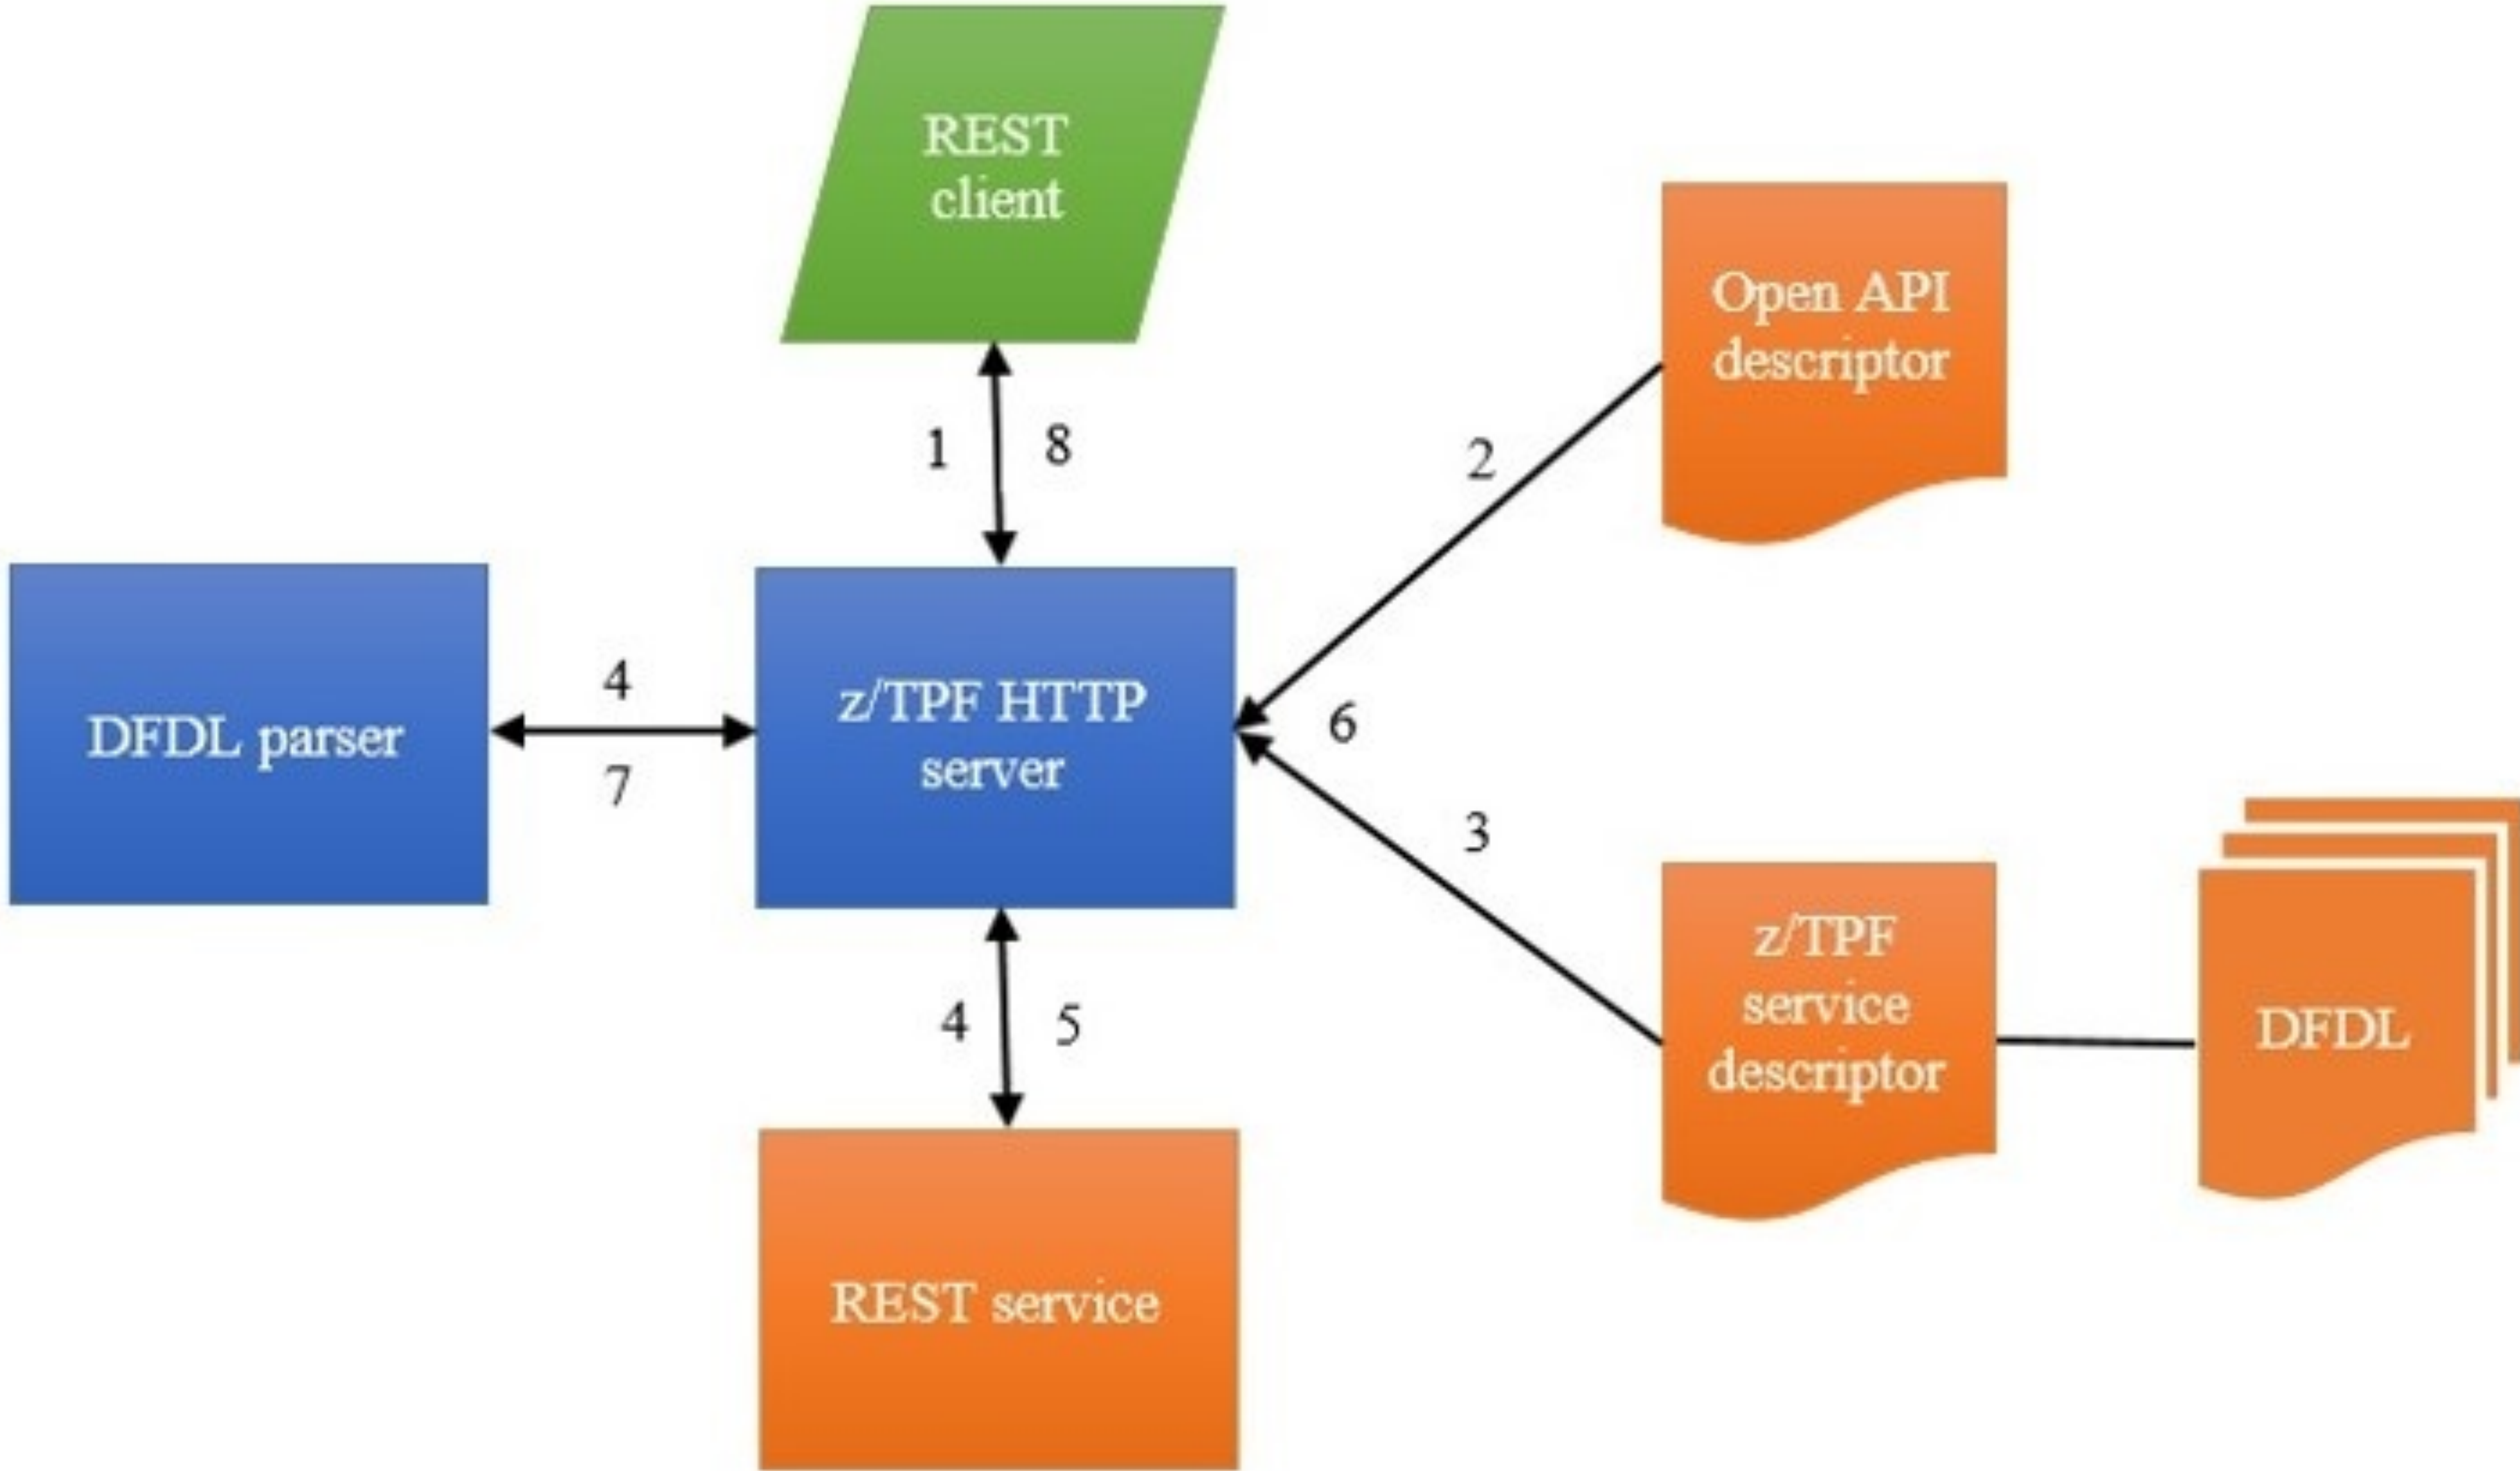 REST
client
Open API
descriptor
1
8
2
DFDL parser
4
7
z/TPF HTTP
server
6
3
z/TPF
service
descriptor
DFDL
4
5
REST service